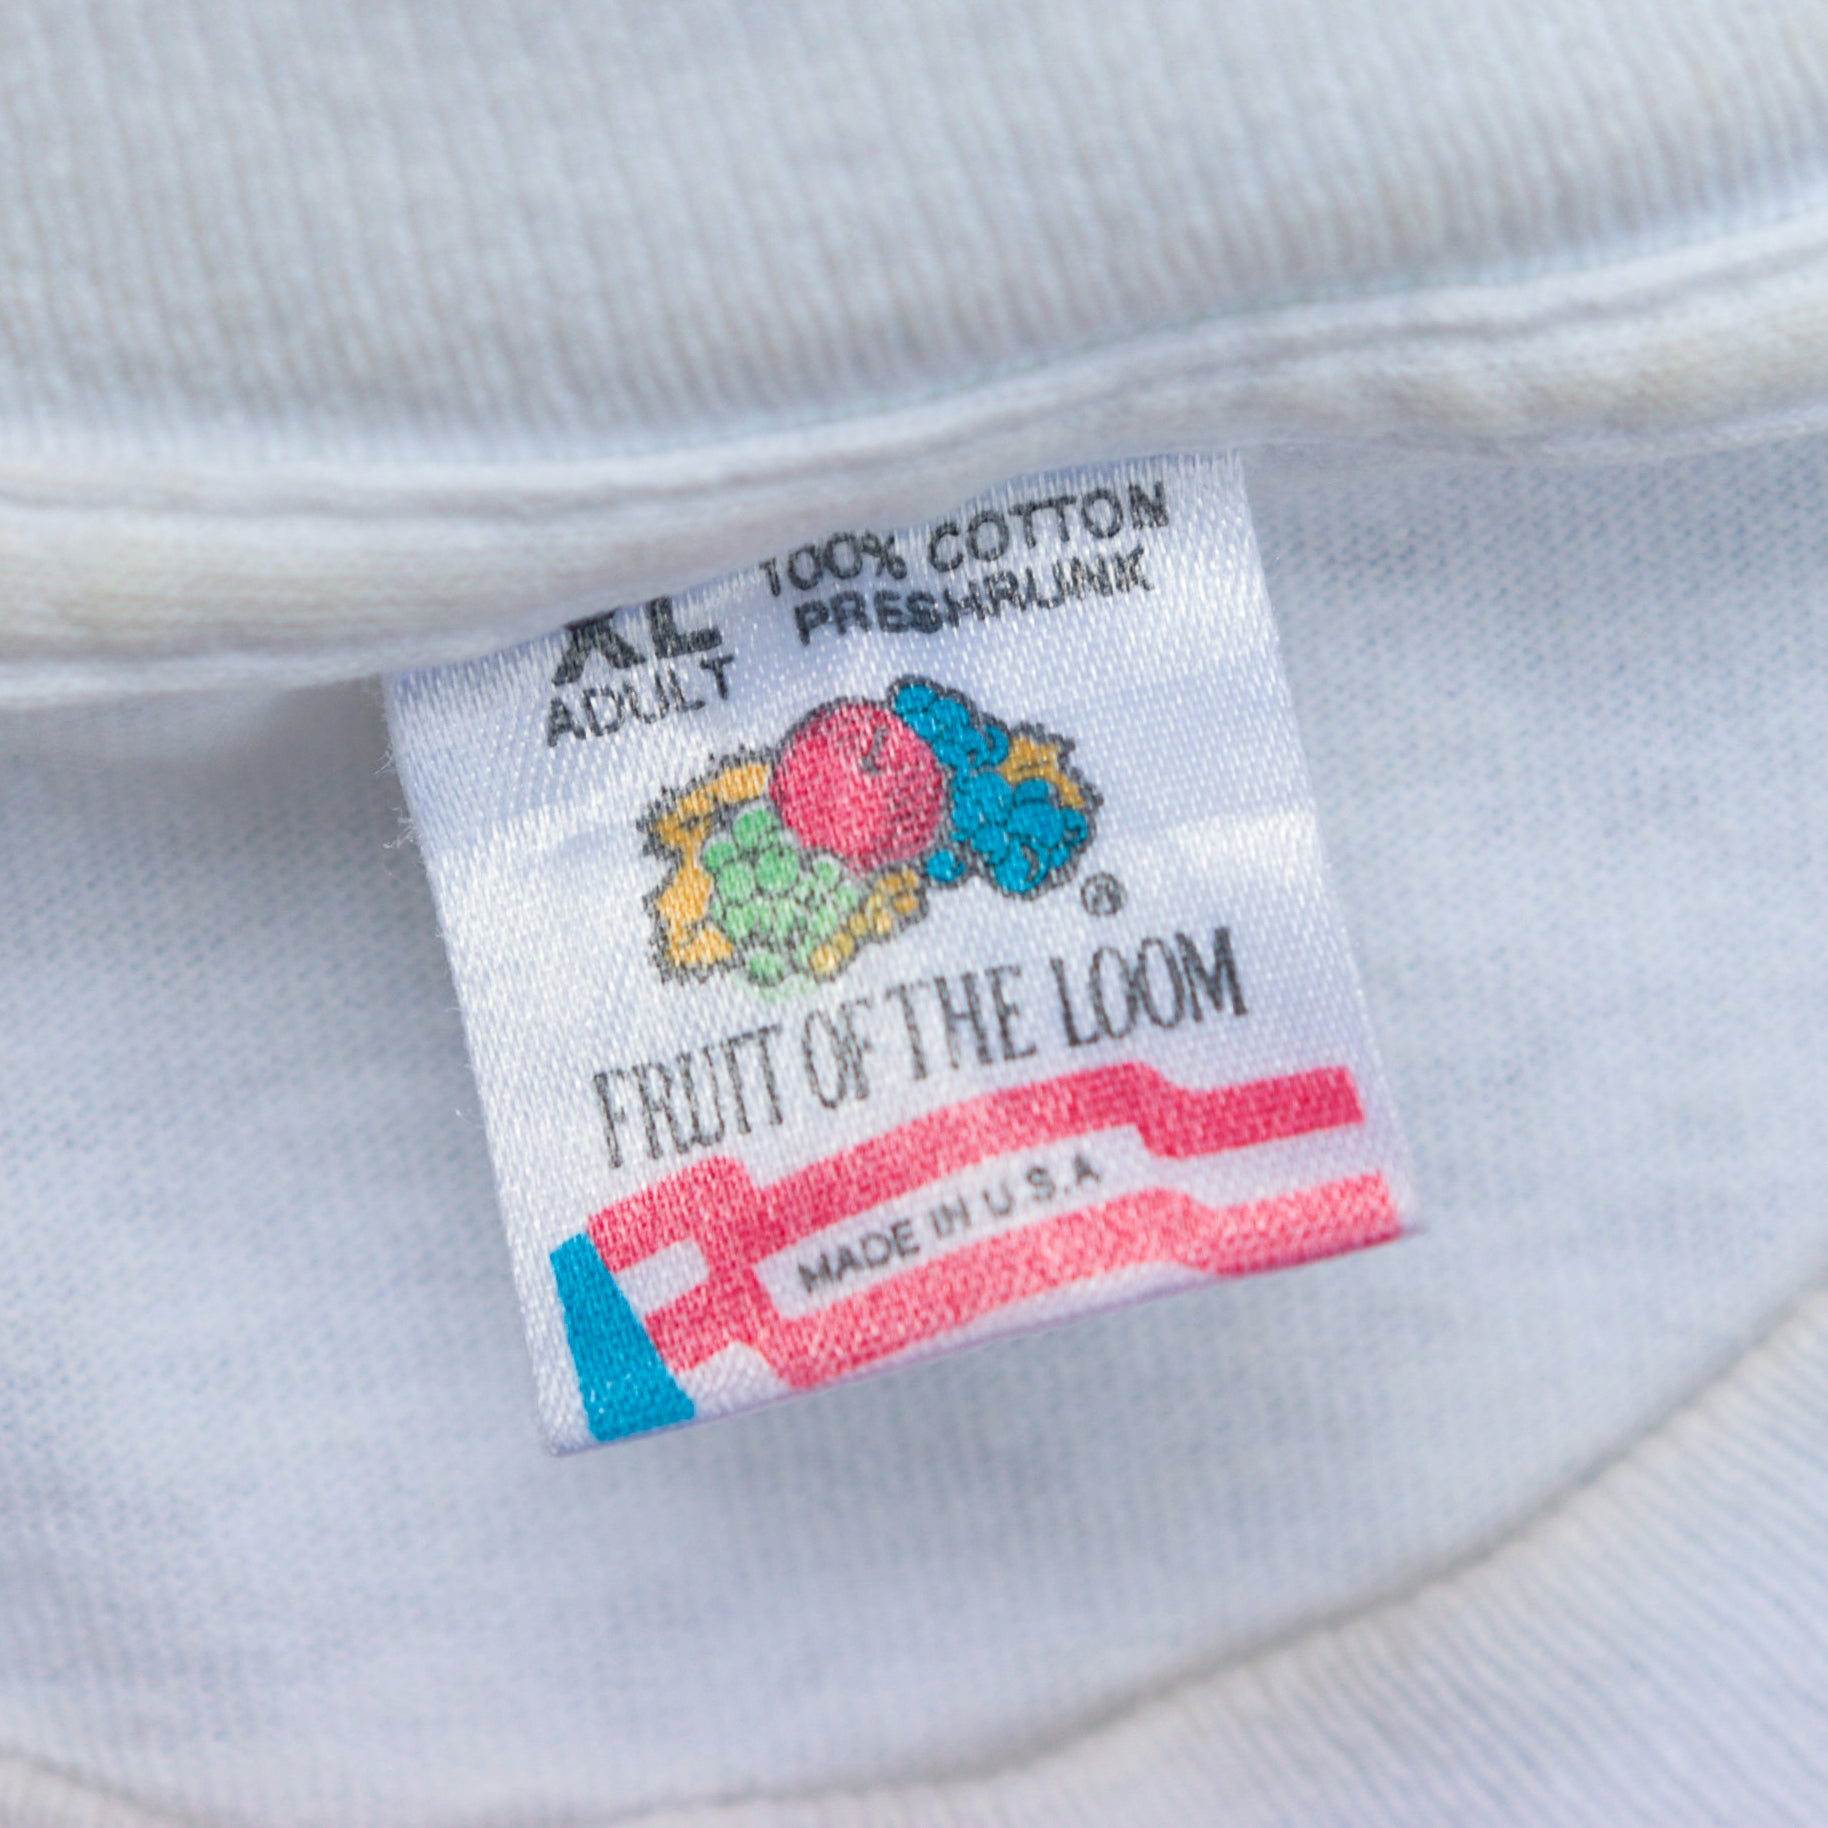 100% COTTON
PRESHRUNK
XL
ADULT
®
FRUIT OF THE LOOM
MADE IN U.S.A